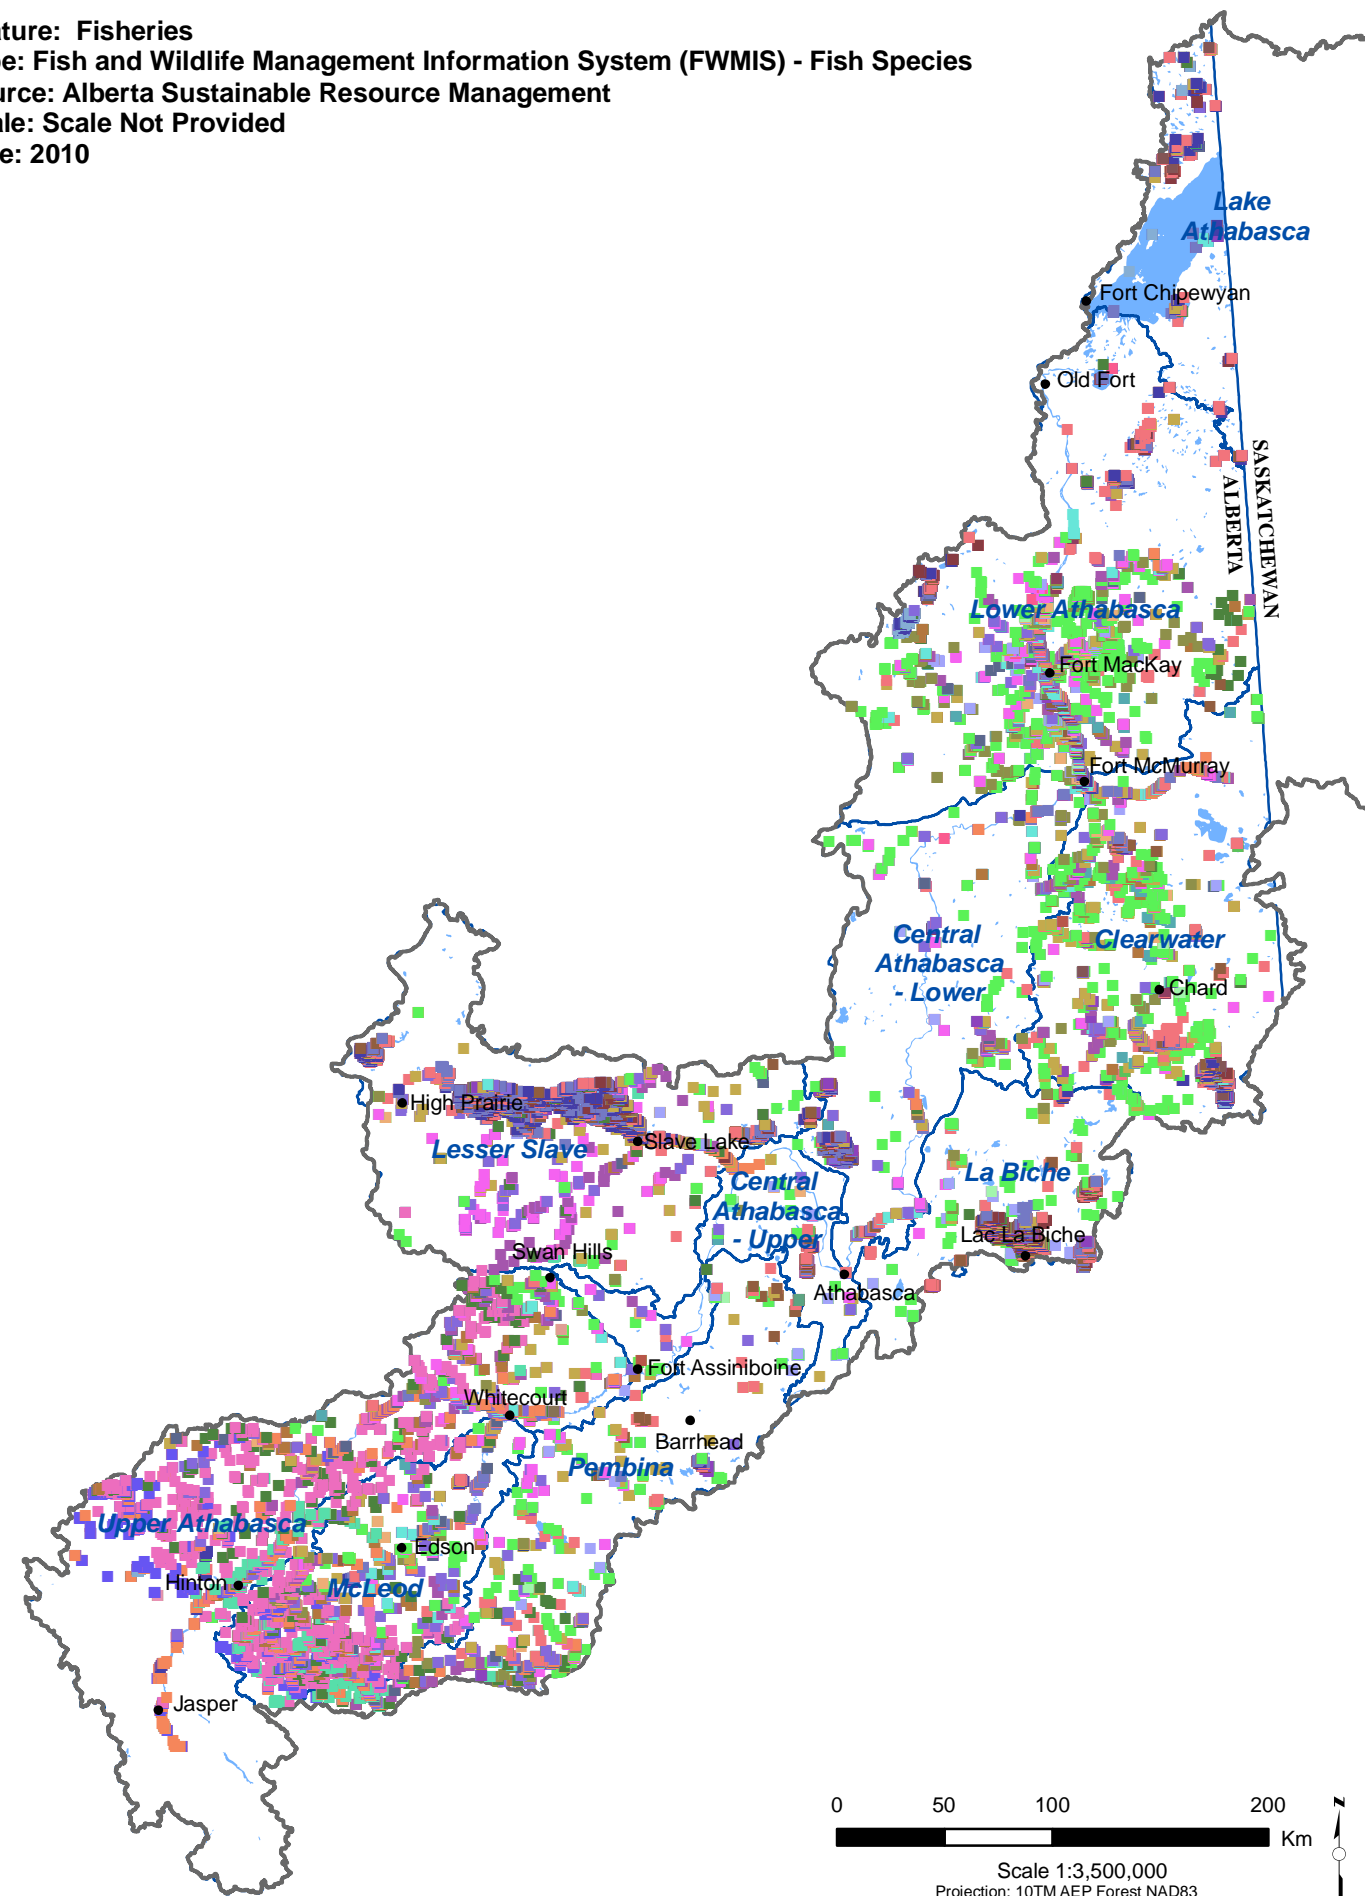 ature: Fisheries
e: Fish and Wildlife Management Information System (FWMIS) - Fish Species
urce: Alberta Sustainable Resource Management
ale: Scale Not Provided
e: 2010
Lake
Athabasca
Fort Chipewyan
Old Fort
SASKATCHEWAN
ALBERTA
Lower Athabasca
Fort MacKay
Fort McMurray
Central
Athabasca
- Lower
Clearwater
Chard
High Prairie
Slave Lake
Lesser Slave
La Biche
Central
Athabasca
- Upper
Lac La Biche
Swan Hills
Athabasca
Fort Assiniboine
Whitecourt
Barrhead
Pembina
Upper Athabasca
Edson
Hinton
McLeod
Jasper
0 50 100 200
Km
N
Scale 1:3,500,000
Projection: 10TM AEP Forest NAD83